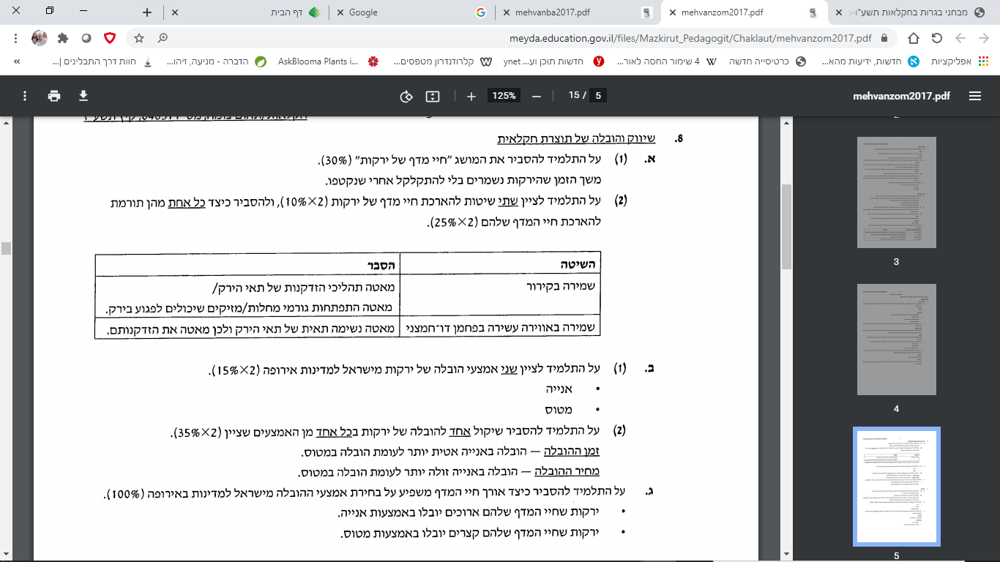 דף הבית
Google
mehvanba2017.pdf
mehvanzom2017.pdf
מבחני בגרות בחקלאות תשע"ו-ו
meyda.education.gov.il/files/Mazkirut_Pedagogit/Chaklaut/mehvanzom2017.pdf
אפליקציות
חדשות, ידיעות מהא...
כרטיסייה חדשה
4 שימור החסה לאור...
ynet חדשות תוכן וע...
קלרודנדרון מטפסים...
AskBlooma Plants i...
הדברה - מניעה, זיהו...
חוות דרך התבלינים |...
mehvanzom2017.pdf
5 / 15
125%
8. שיווק והובלה של תוצרת חקלאית
א. (1) על התלמיד להסביר את המושג "חיי מדף של ירקות" (30%).
משך הזמן שהירקות נשמרים בלי להתקלקל אחרי שנקטפו.
(2) על התלמיד לציין שתי שיטות להארכת חיי מדף של ירקות (2×10%), ולהסביר כיצד כל אחת מהן תורמת
להארכת חיי המדף שלהם (2×25%).
השיטה הסבר
שמירה בקירור מאטה תהליכי הזדקנות של תאי הירק/
מאטה התפתחות גורמי מחלות/מזיקים שיכולים לפגוע בירק.
שמירה באווירה עשירה בפחמן דו־חמצני מאטה נשימה תאית של תאי הירק ולכן מאטה את הזדקנותם.
ב. (1) על התלמיד לציין שני אמצעי הובלה של ירקות מישראל למדינות אירופה (2×15%).
• אנייה
• מטוס
(2) על התלמיד להסביר שיקול אחד להובלה של ירקות בכל אחד מן האמצעים שציין (2×35%).
מחיר ההובלה — הובלה באנייה זולה יותר מאשר הובלה במטוס.
ג. על התלמיד להסביר כיצד אורך חיי המדף משפיע על בחירת אמצעי ההובלה מישראל למדינות באירופה (100%).
• ירקות שחיי המדף שלהם ארוכים יובלו באמצעות אנייה.
• ירקות שחיי המדף שלהם קצרים יובלו באמצעות מטוס.
3
4
5